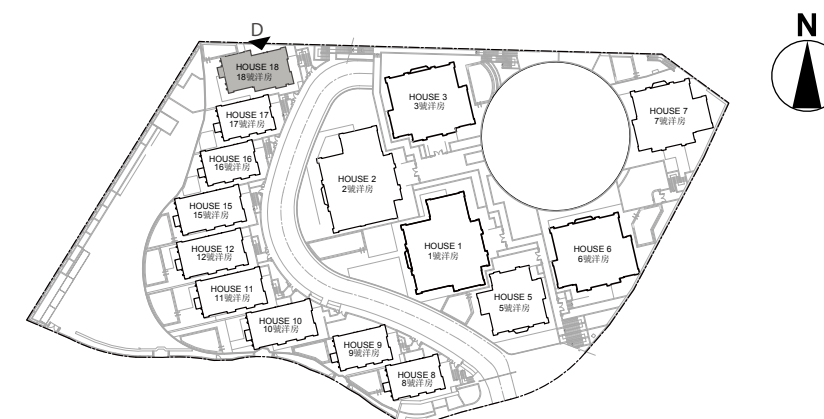 D
N
HOUSE 18
18號洋房
HOUSE 17
17號洋房
HOUSE 16
16號洋房
HOUSE 15
15號洋房
HOUSE 12
12號洋房
HOUSE 11
11號洋房
HOUSE 10
10號洋房
HOUSE 9
9號洋房
HOUSE 8
8號洋房
HOUSE 3
3號洋房
HOUSE 2
2號洋房
HOUSE 1
1號洋房
HOUSE 7
7號洋房
HOUSE 6
6號洋房
HOUSE 5
5號洋房